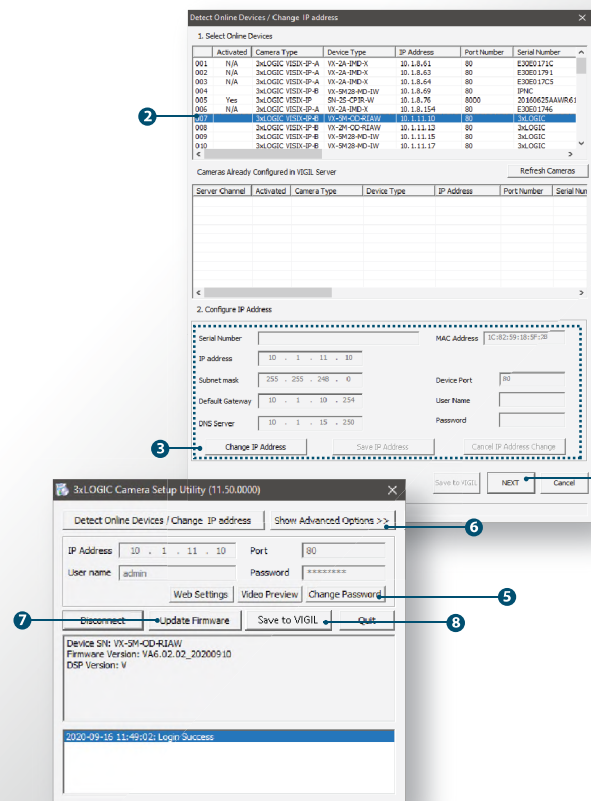 Detect Online Devices / Change IP address
1. Select Online Devices
Activated Camera Type Device Type IP Address Port Number Serial Number
001 N/A 3xLOGIC VISIX-IP-A VX-2A-IMD-X 10.1.8.61 80 E30E0171C
002 N/A 3xLOGIC VISIX-IP-A VX-2A-IMD-X 10.1.8.63 80 E30E01791
003 N/A 3xLOGIC VISIX-IP-A VX-2A-IMD-X 10.1.8.64 80 E30E017C5
004 3xLOGIC VISIX-IP-B VX-5M28-MD-IW 10.1.8.69 80 IPNC
005 Yes 3xLOGIC VISIX-IP SN-2S-CPIR-W 10.1.8.76 8000 20160625AAWR61
006 N/A 3xLOGIC VISIX-IP-A VX-2A-IMD-X 10.1.8.154 80 E30E01746
2
007 3xLOGIC VISIX-IP-B VX-5M-OD-RIAW 10.1.11.10 80 3xLOGIC
008 3xLOGIC VISIX-IP-B VX-2M-OD-RIAW 10.1.11.13 80 3xLOGIC
009 3xLOGIC VISIX-IP-B VX-5M28-MD-IW 10.1.11.15 80 3xLOGIC
010 3xLOGIC VISIX-IP-B VX-5M28-MD-IW 10.1.11.17 80 3xLOGIC
Cameras Already Configured in VIGIL Server Refresh Cameras
Server Channel Activated Camera Type Device Type IP Address Port Number Serial Num
2. Configure IP Address
Serial Number MAC Address 1C:82:59:18:5F:
IP address 10 . 1 . 11 . 10
Subnet mask 255 . 255 . 248 . 0 Device Port 80
Default Gateway 10 . 1 . 10 . 254 User Name
DNS Server 10 . 1 . 15 . 250 Password
3 Change IP Address Save IP Address Cancel IP Address Change
Save to VIGIL NEXT Cancel
3xLOGIC Camera Setup Utility (11.50.0000)
Detect Online Devices / Change IP address Show Advanced Options >>
6
IP Address 10 . 1 . 11 . 10 Port 80
User name admin Password ********
Web Settings Video Preview Change Password
5
7 Disconnect Update Firmware Save to VIGIL Quit 8
Device SN: VX-5M-OD-RIAW
Firmware Version: VA6.02.02_20200910
DSP Version: V
2020-09-16 11:49:02: Login Success